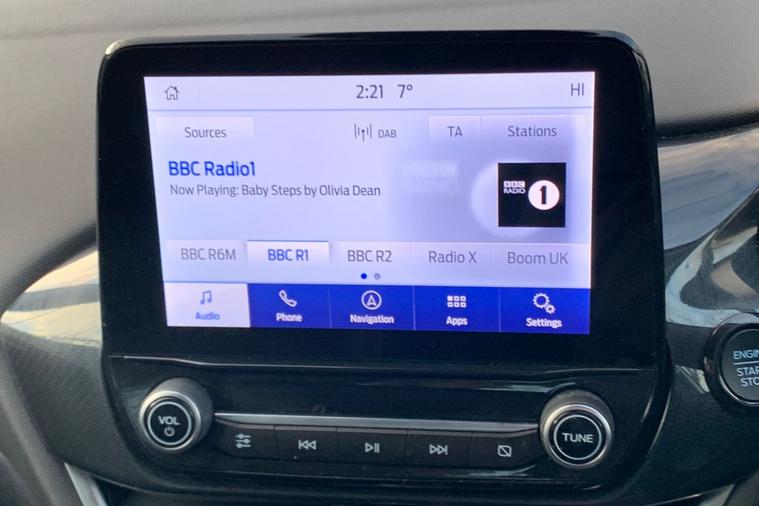 2:21 7° HI
Sources DAB TA Stations
BBC Radio1
Now Playing: Baby Steps by Olivia Dean
BBC
RADIO 1
BBC R6M BBC R1 BBC R2 Radio X Boom UK
Audio Phone Navigation Apps Settings
VOL
TUNE
ENGIN
STAR
STO